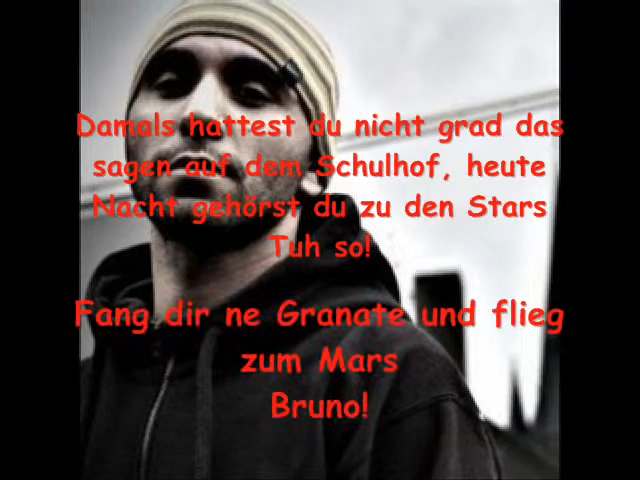 Damals hattest du nicht grad das
sagen auf dem Schulhof, heute
Nacht gehörst du zu den Stars
Tuh so!
Fang dir ne Granate und flieg
zum Mars
Bruno!